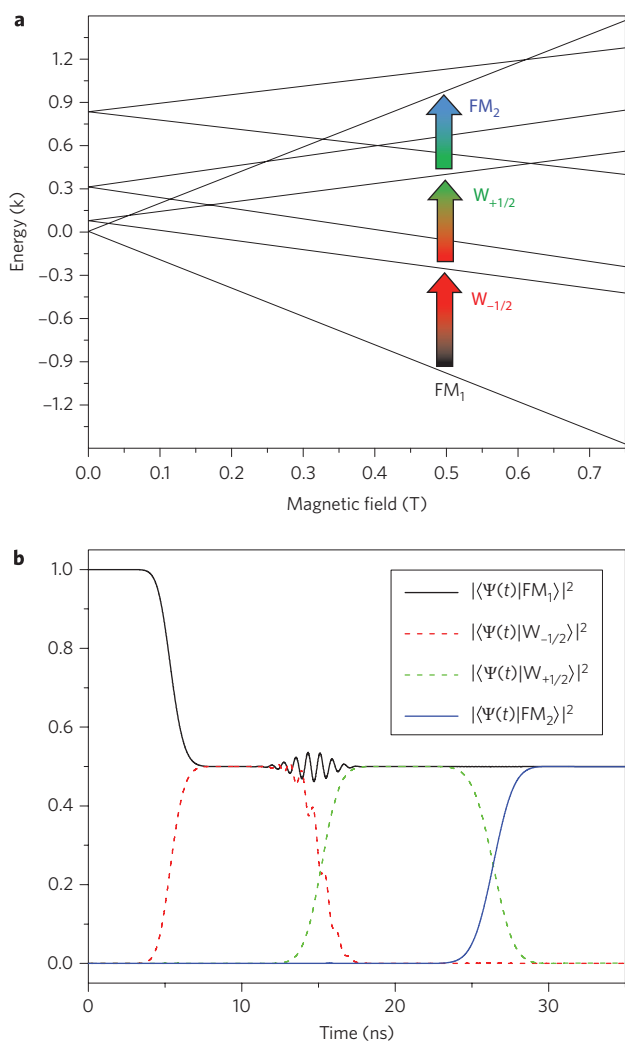 a
1.2
0.9
0.6
0.3
0.0
−0.3
−0.6
−0.9
−1.2
Energy (k)
FM₂
W₊₁/₂
W₋₁/₂
FM₁
0.0 0.1 0.2 0.3 0.4 0.5 0.6 0.7
Magnetic field (T)
b
1.0
0.8
0.6
0.4
0.2
0.0
|⟨Ψ(t)|FM₁⟩|²
|⟨Ψ(t)|W₋₁/₂⟩|²
|⟨Ψ(t)|W₊₁/₂⟩|²
|⟨Ψ(t)|FM₂⟩|²
0 10 20 30
Time (ns)